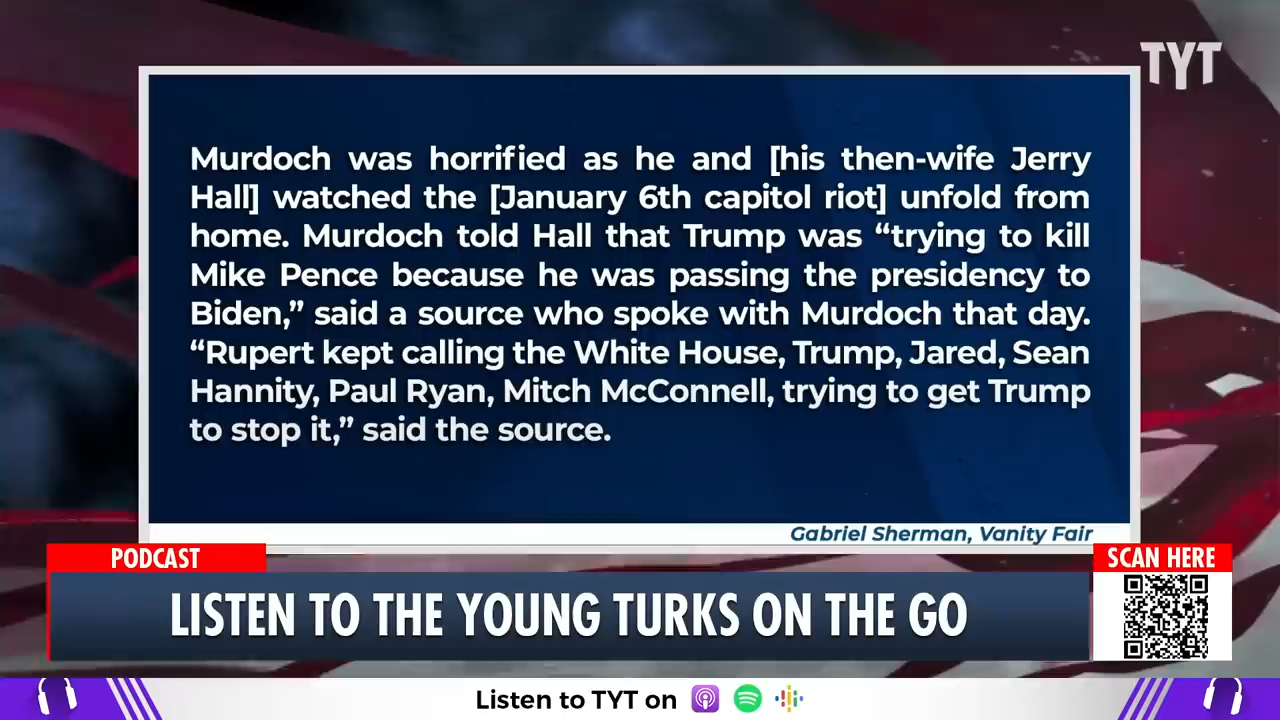 TYT
Murdoch was horrified as he and [his then-wife Jerry
Hall] watched the [January 6th capitol riot] unfold from
home. Murdoch told Hall that Trump was “trying to kill
Mike Pence because he was passing the presidency to
Biden,” said a source who spoke with Murdoch that day.
“Rupert kept calling the White House, Trump, Jared, Sean
Hannity, Paul Ryan, Mitch McConnell, trying to get Trump
to stop it,” said the source.
Gabriel Sherman, Vanity Fair
PODCAST
SCAN HERE
LISTEN TO THE YOUNG TURKS ON THE GO
Listen to TYT on